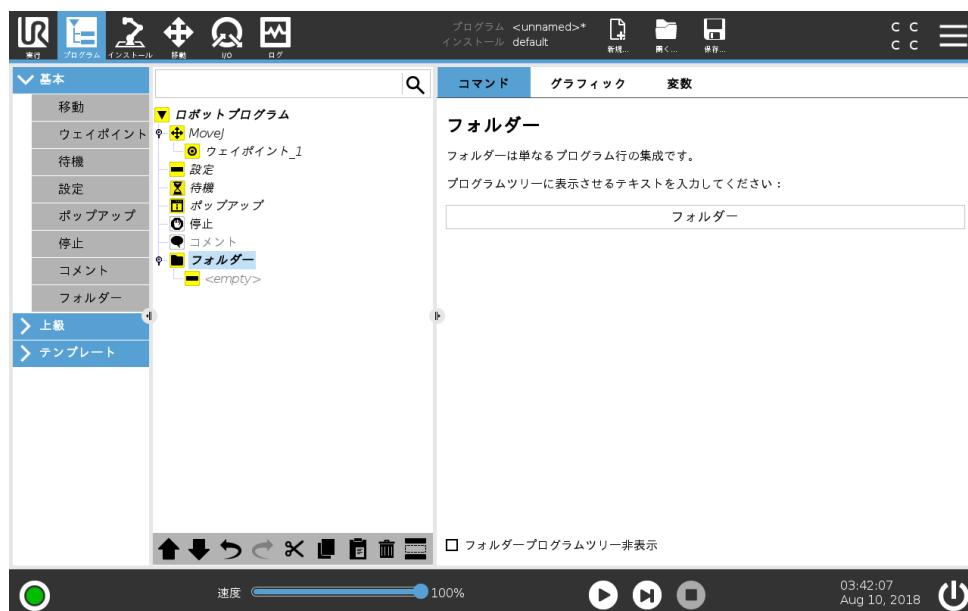 UR
実行
プログラム
インストール
移動
I/O
ログ
プログラム <unnamed>*
インストール default
新規...
開く...
保存...
C C
C C
基本
移動
ウェイポイント
待機
設定
ポップアップ
停止
コメント
フォルダー
上級
テンプレート
ロボットプログラム
MoveJ
ウェイポイント_1
設定
待機
ポップアップ
停止
コメント
フォルダー
<empty>
コマンド グラフィック 変数
フォルダー
フォルダーは単なるプログラム行の集成です。
プログラムツリーに表示させるテキストを入力してください：
フォルダー
フォルダープログラムツリー非表示
速度 100%
03:42:07
Aug 10, 2018